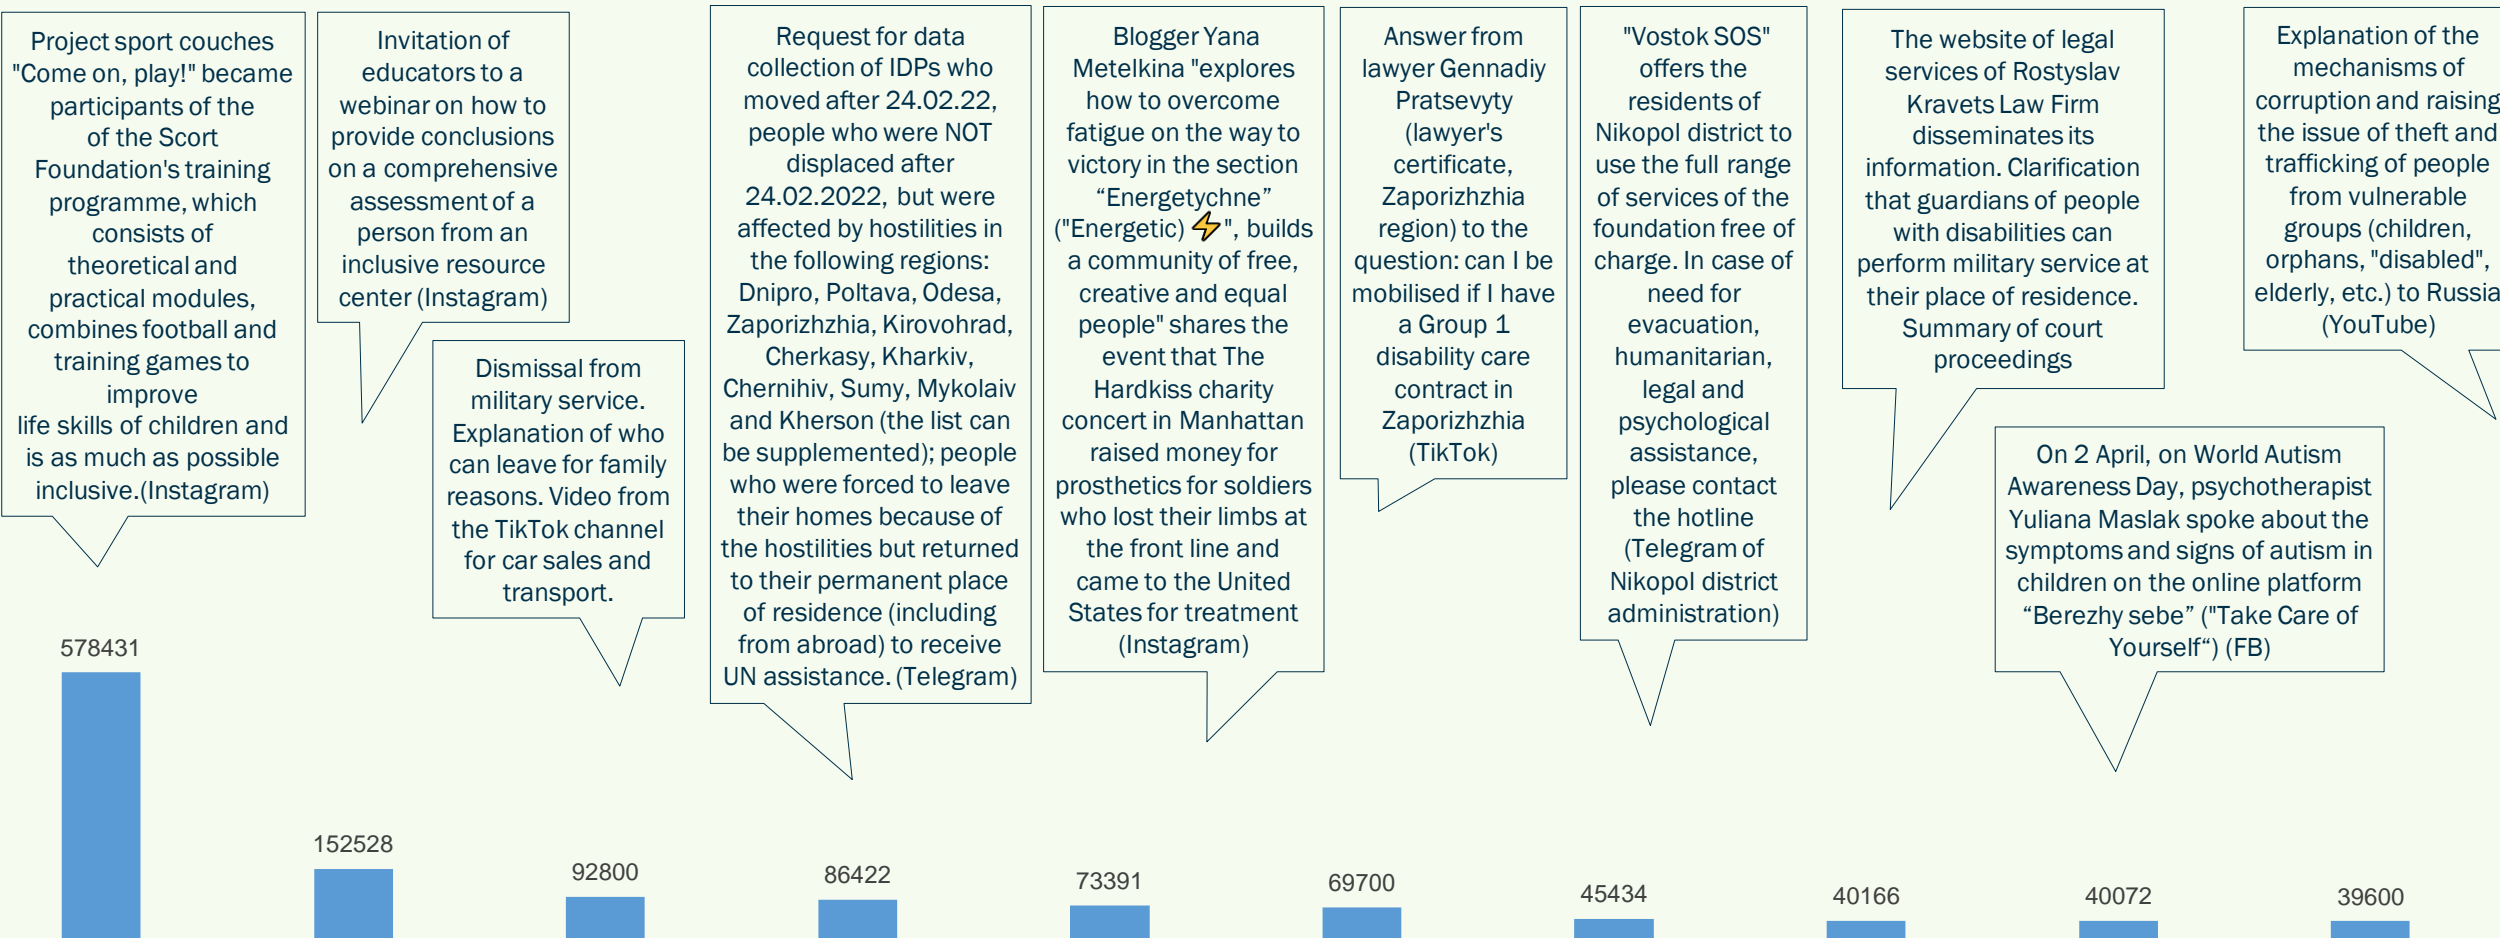 Project sport couches
"Come on, play!" became
participants of the
of the Scort
Foundation's training
programme, which
consists of
theoretical and
practical modules,
combines football and
training games to
improve
life skills of children and
is as much as possible
inclusive.(Instagram)
Invitation of
educators to a
webinar on how to
provide conclusions
on a comprehensive
assessment of a
person from an
inclusive resource
center (Instagram)
Dismissal from
military service.
Explanation of who
can leave for family
reasons. Video from
the TikTok channel
for car sales and
transport.
Request for data
collection of IDPs who
moved after 24.02.22,
people who were NOT
displaced after
24.02.2022, but were
affected by hostilities in
the following regions:
Dnipro, Poltava, Odesa,
Zaporizhzhia, Kirovohrad,
Cherkasy, Kharkiv,
Chernihiv, Sumy, Mykolaiv
and Kherson (the list can
be supplemented); people
who were forced to leave
their homes because of
the hostilities but returned
to their permanent place
of residence (including
from abroad) to receive
UN assistance. (Telegram)
Blogger Yana
Metelkina "explores
how to overcome
fatigue on the way to
victory in the section
“Energetychne”
("Energetic) ⚡", builds
a community of free,
creative and equal
people" shares the
event that The
Hardkiss charity
concert in Manhattan
raised money for
prosthetics for soldiers
who lost their limbs at
the front line and
came to the United
States for treatment
(Instagram)
Answer from
lawyer Gennadiy
Pratsevyty
(lawyer's
certificate,
Zaporizhzhia
region) to the
question: can I be
mobilised if I have
a Group 1
disability care
contract in
Zaporizhzhia
(TikTok)
"Vostok SOS"
offers the
residents of
Nikopol district to
use the full range
of services of the
foundation free of
charge. In case of
need for
evacuation,
humanitarian,
legal and
psychological
assistance,
please contact
the hotline
(Telegram of
Nikopol district
administration)
The website of legal
services of Rostyslav
Kravets Law Firm
disseminates its
information. Clarification
that guardians of people
with disabilities can
perform military service at
their place of residence.
Summary of court
proceedings
On 2 April, on World Autism
Awareness Day, psychotherapist
Yuliana Maslak spoke about the
symptoms and signs of autism in
children on the online platform
“Berezhy sebe” ("Take Care of
Yourself“) (FB)
Explanation of the
mechanisms of
corruption and raising
the issue of theft and
trafficking of people
from vulnerable
groups (children,
orphans, "disabled",
elderly, etc.) to Russia
(YouTube)
578431
152528
92800
86422
73391
69700
45434
40166
40072
39600